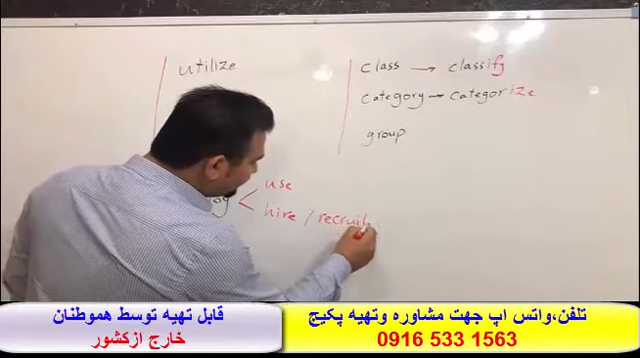 utilize
class → classify
category → categorize
group
use
hire / recruit
قابل تهیه توسط هموطنان
خارج ازکشور
تلفن،واتس اپ جهت مشاوره وتهیه پکیج
0916 533 1563